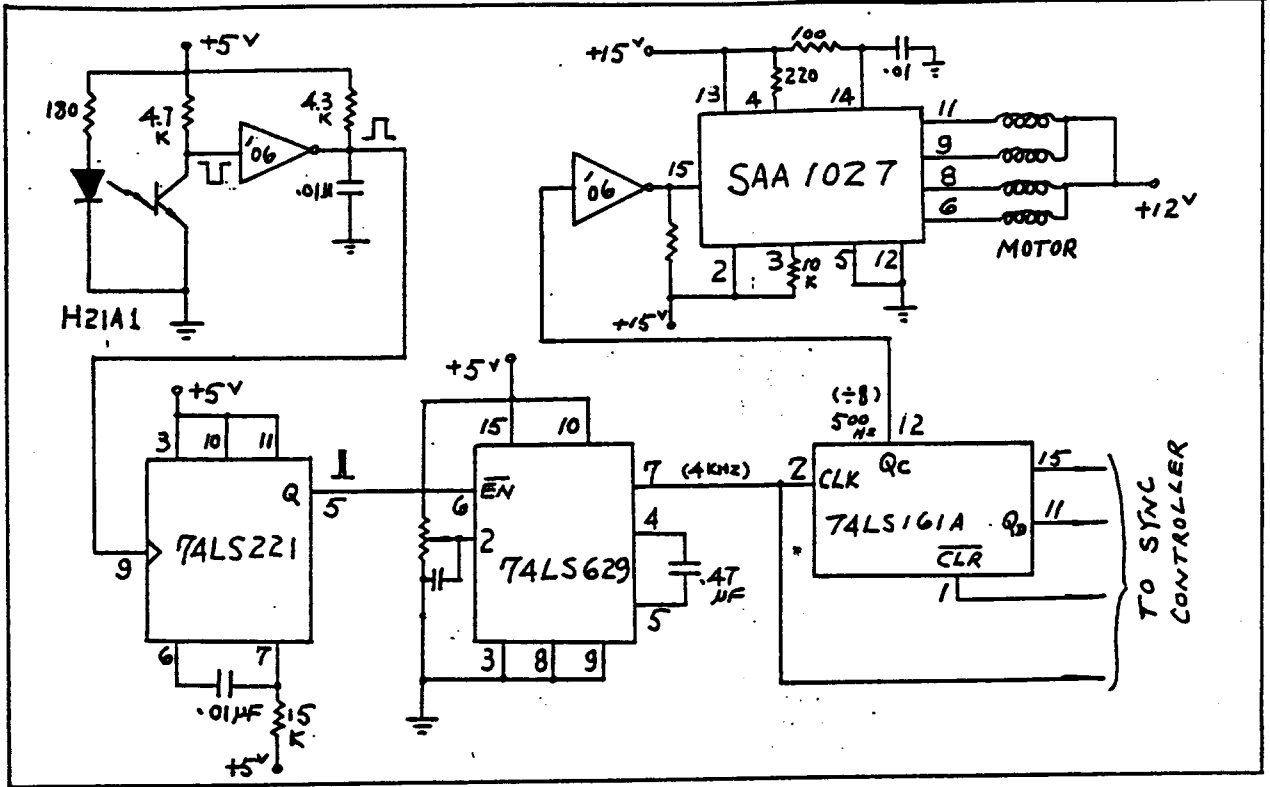 +5V
180
4.7
K
'06
4.3
K
.01µ
H21A1
+15V
100
220
.01
13
4
14
11
9
8
6
15
SAA 1027
'06
2
3
10
K
5
12
+15V
+12V
MOTOR
+5V
3
10
11
Q
5
74LS221
9
6
7
.01µF
15
K
+5V
+5V
15
10
EN
6
2
74LS629
7
(4KHz)
4
.47
µF
5
3
8
9
(÷8)
500
Hz
12
QC
2
CLK
74LS161A
15
QD
11
CLR
1
*
TO SYNC
CONTROLLER